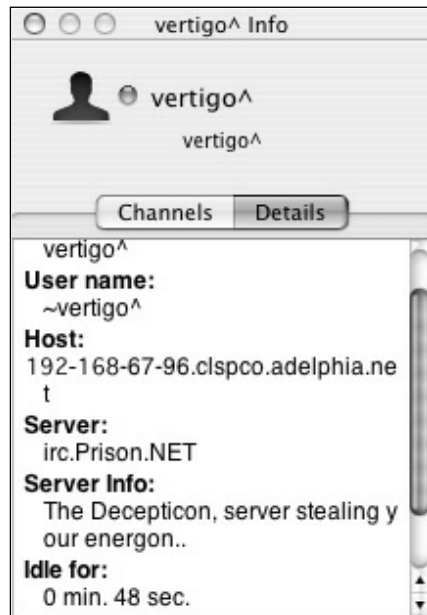 vertigo^ Info
vertigo^
vertigo^
Channels Details
vertigo^
User name:
~vertigo^
Host:
192-168-67-96.clspco.adelphia.ne
t
Server:
irc.Prison.NET
Server Info:
The Decepticon, server stealing y
our energon..
Idle for:
0 min. 48 sec.